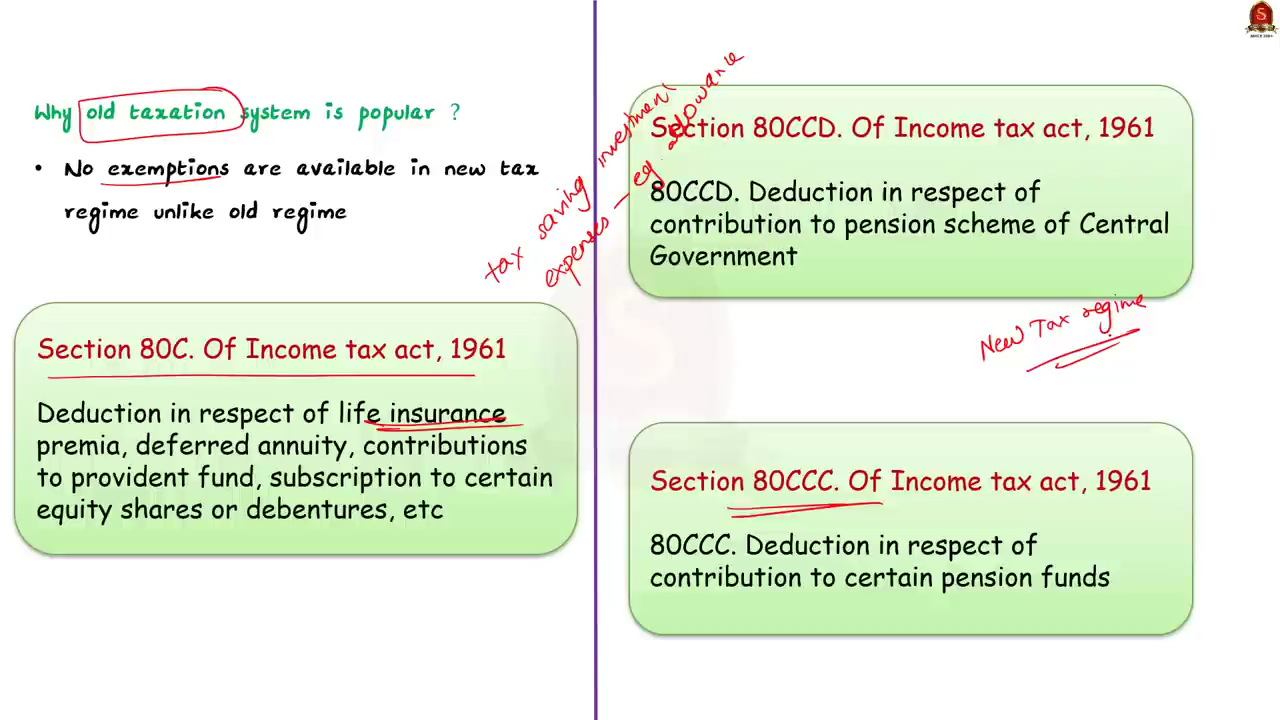 Why old taxation system is popular ?
• No exemptions are available in new tax
regime unlike old regime
Section 80C. Of Income tax act, 1961
Deduction in respect of life insurance
premia, deferred annuity, contributions
to provident fund, subscription to certain
equity shares or debentures, etc
tax saving investment
expenses - eg. allowance
Section 80CCD. Of Income tax act, 1961
80CCD. Deduction in respect of
contribution to pension scheme of Central
Government
New Tax regime
Section 80CCC. Of Income tax act, 1961
80CCC. Deduction in respect of
contribution to certain pension funds
S